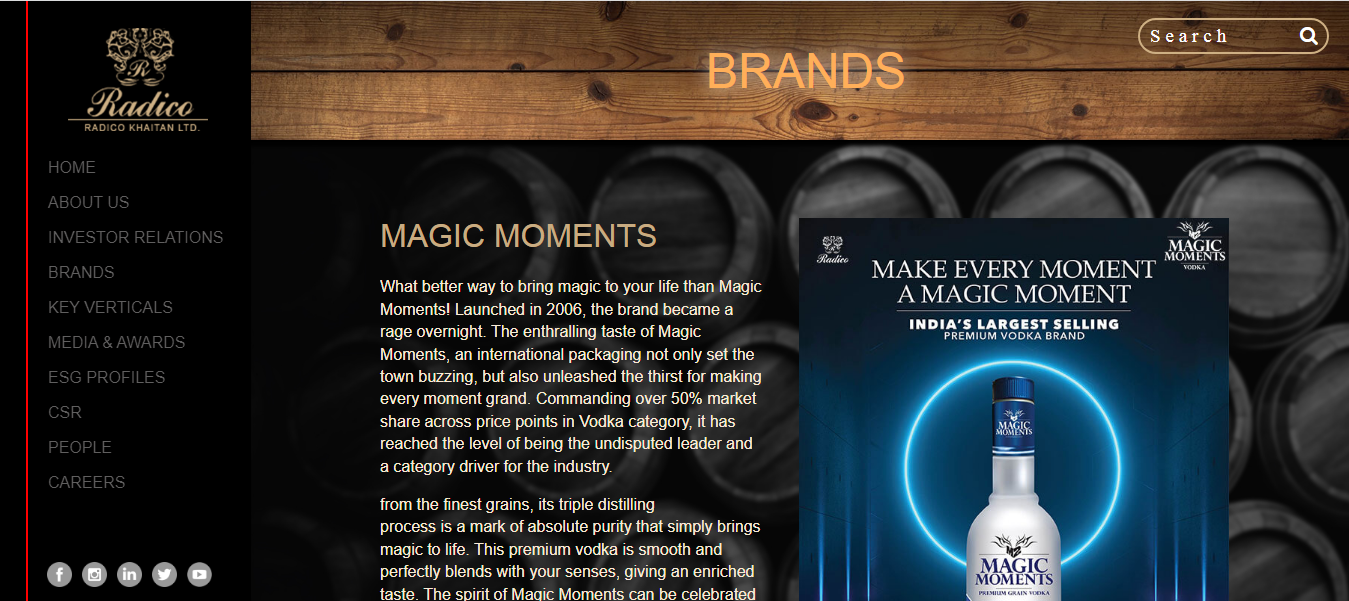 Radico
RADICO KHAITAN LTD.
HOME
ABOUT US
INVESTOR RELATIONS
BRANDS
KEY VERTICALS
MEDIA & AWARDS
ESG PROFILES
CSR
PEOPLE
CAREERS
BRANDS
Search
MAGIC MOMENTS
What better way to bring magic to your life than Magic
Moments! Launched in 2006, the brand became a
rage overnight. The enthralling taste of Magic
Moments, an international packaging not only set the
town buzzing, but also unleashed the thirst for making
every moment grand. Commanding over 50% market
share across price points in Vodka category, it has
reached the level of being the undisputed leader and
a category driver for the industry.
from the finest grains, its triple distilling
process is a mark of absolute purity that simply brings
magic to life. This premium vodka is smooth and
perfectly blends with your senses, giving an enriched
taste. The spirit of Magic Moments can be celebrated
Radico
MAGIC
MOMENTS
VODKA
MAKE EVERY MOMENT
A MAGIC MOMENT
INDIA'S LARGEST SELLING
PREMIUM VODKA BRAND
MAGIC
MOMENTS
MAGIC
MOMENTS
PREMIUM GRAIN VODKA